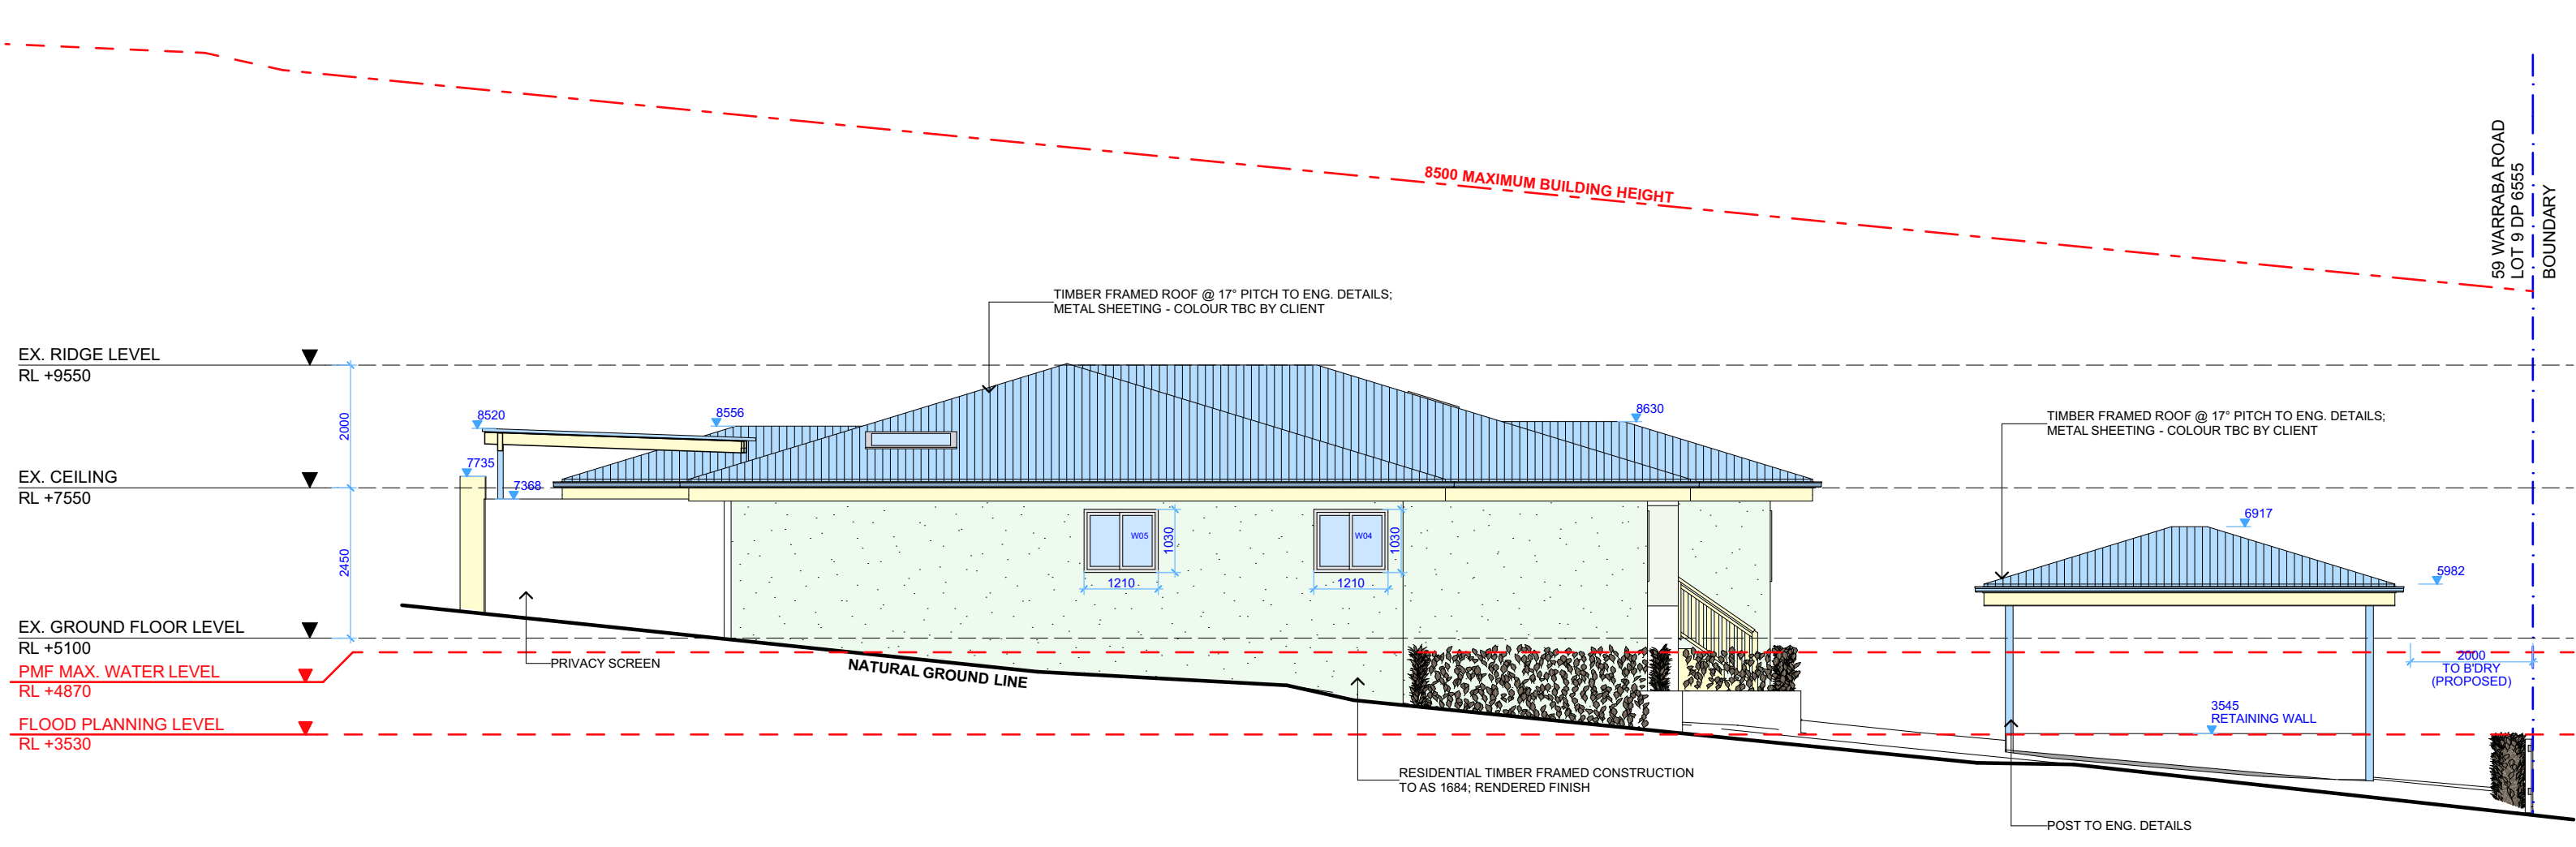 8500 MAXIMUM BUILDING HEIGHT
59 WARRABA ROAD
LOT 9 DP 6555
BOUNDARY
TIMBER FRAMED ROOF @ 17° PITCH TO ENG. DETAILS;
METAL SHEETING - COLOUR TBC BY CLIENT
EX. RIDGE LEVEL
RL +9550
2000
8520
8556
8630
TIMBER FRAMED ROOF @ 17° PITCH TO ENG. DETAILS;
METAL SHEETING - COLOUR TBC BY CLIENT
7735
EX. CEILING
RL +7550
7368
2450
W05
1030
1210
W04
1030
1210
6917
5982
EX. GROUND FLOOR LEVEL
RL +5100
PRIVACY SCREEN
NATURAL GROUND LINE
PMF MAX. WATER LEVEL
RL +4870
2000
TO B'DRY
(PROPOSED)
3545
RETAINING WALL
FLOOD PLANNING LEVEL
RL +3530
RESIDENTIAL TIMBER FRAMED CONSTRUCTION
TO AS 1684; RENDERED FINISH
POST TO ENG. DETAILS